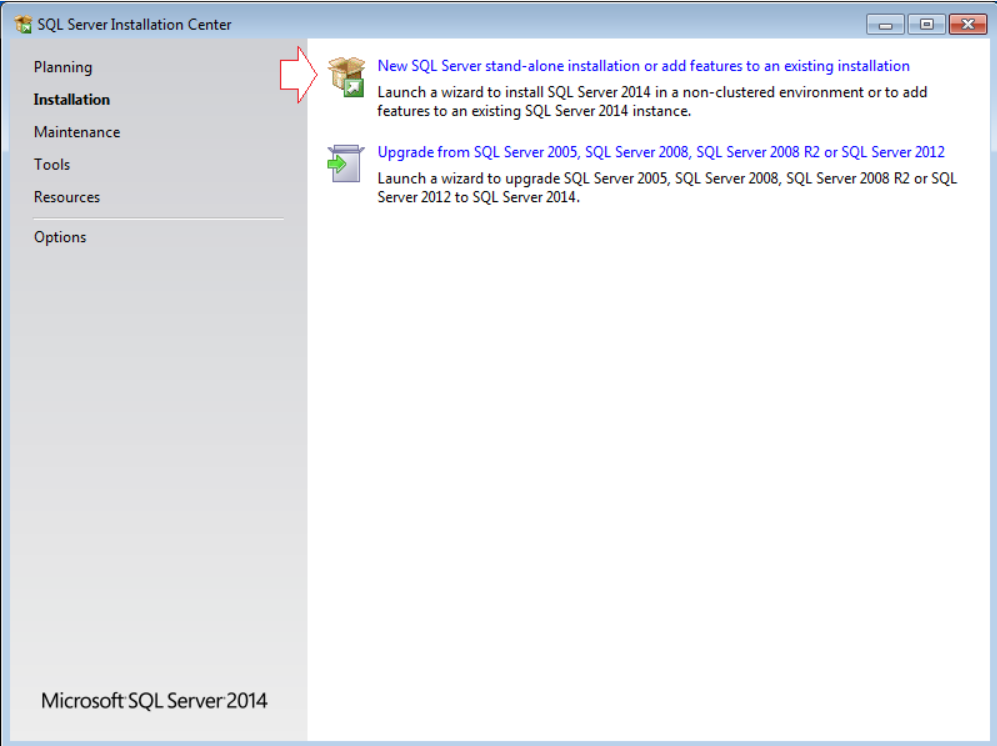 SQL Server Installation Center
Planning
Installation
Maintenance
Tools
Resources
Options
New SQL Server stand-alone installation or add features to an existing installation
Launch a wizard to install SQL Server 2014 in a non-clustered environment or to add
features to an existing SQL Server 2014 instance.
Upgrade from SQL Server 2005, SQL Server 2008, SQL Server 2008 R2 or SQL Server 2012
Launch a wizard to upgrade SQL Server 2005, SQL Server 2008, SQL Server 2008 R2 or SQL
Server 2012 to SQL Server 2014.
Microsoft SQL Server 2014